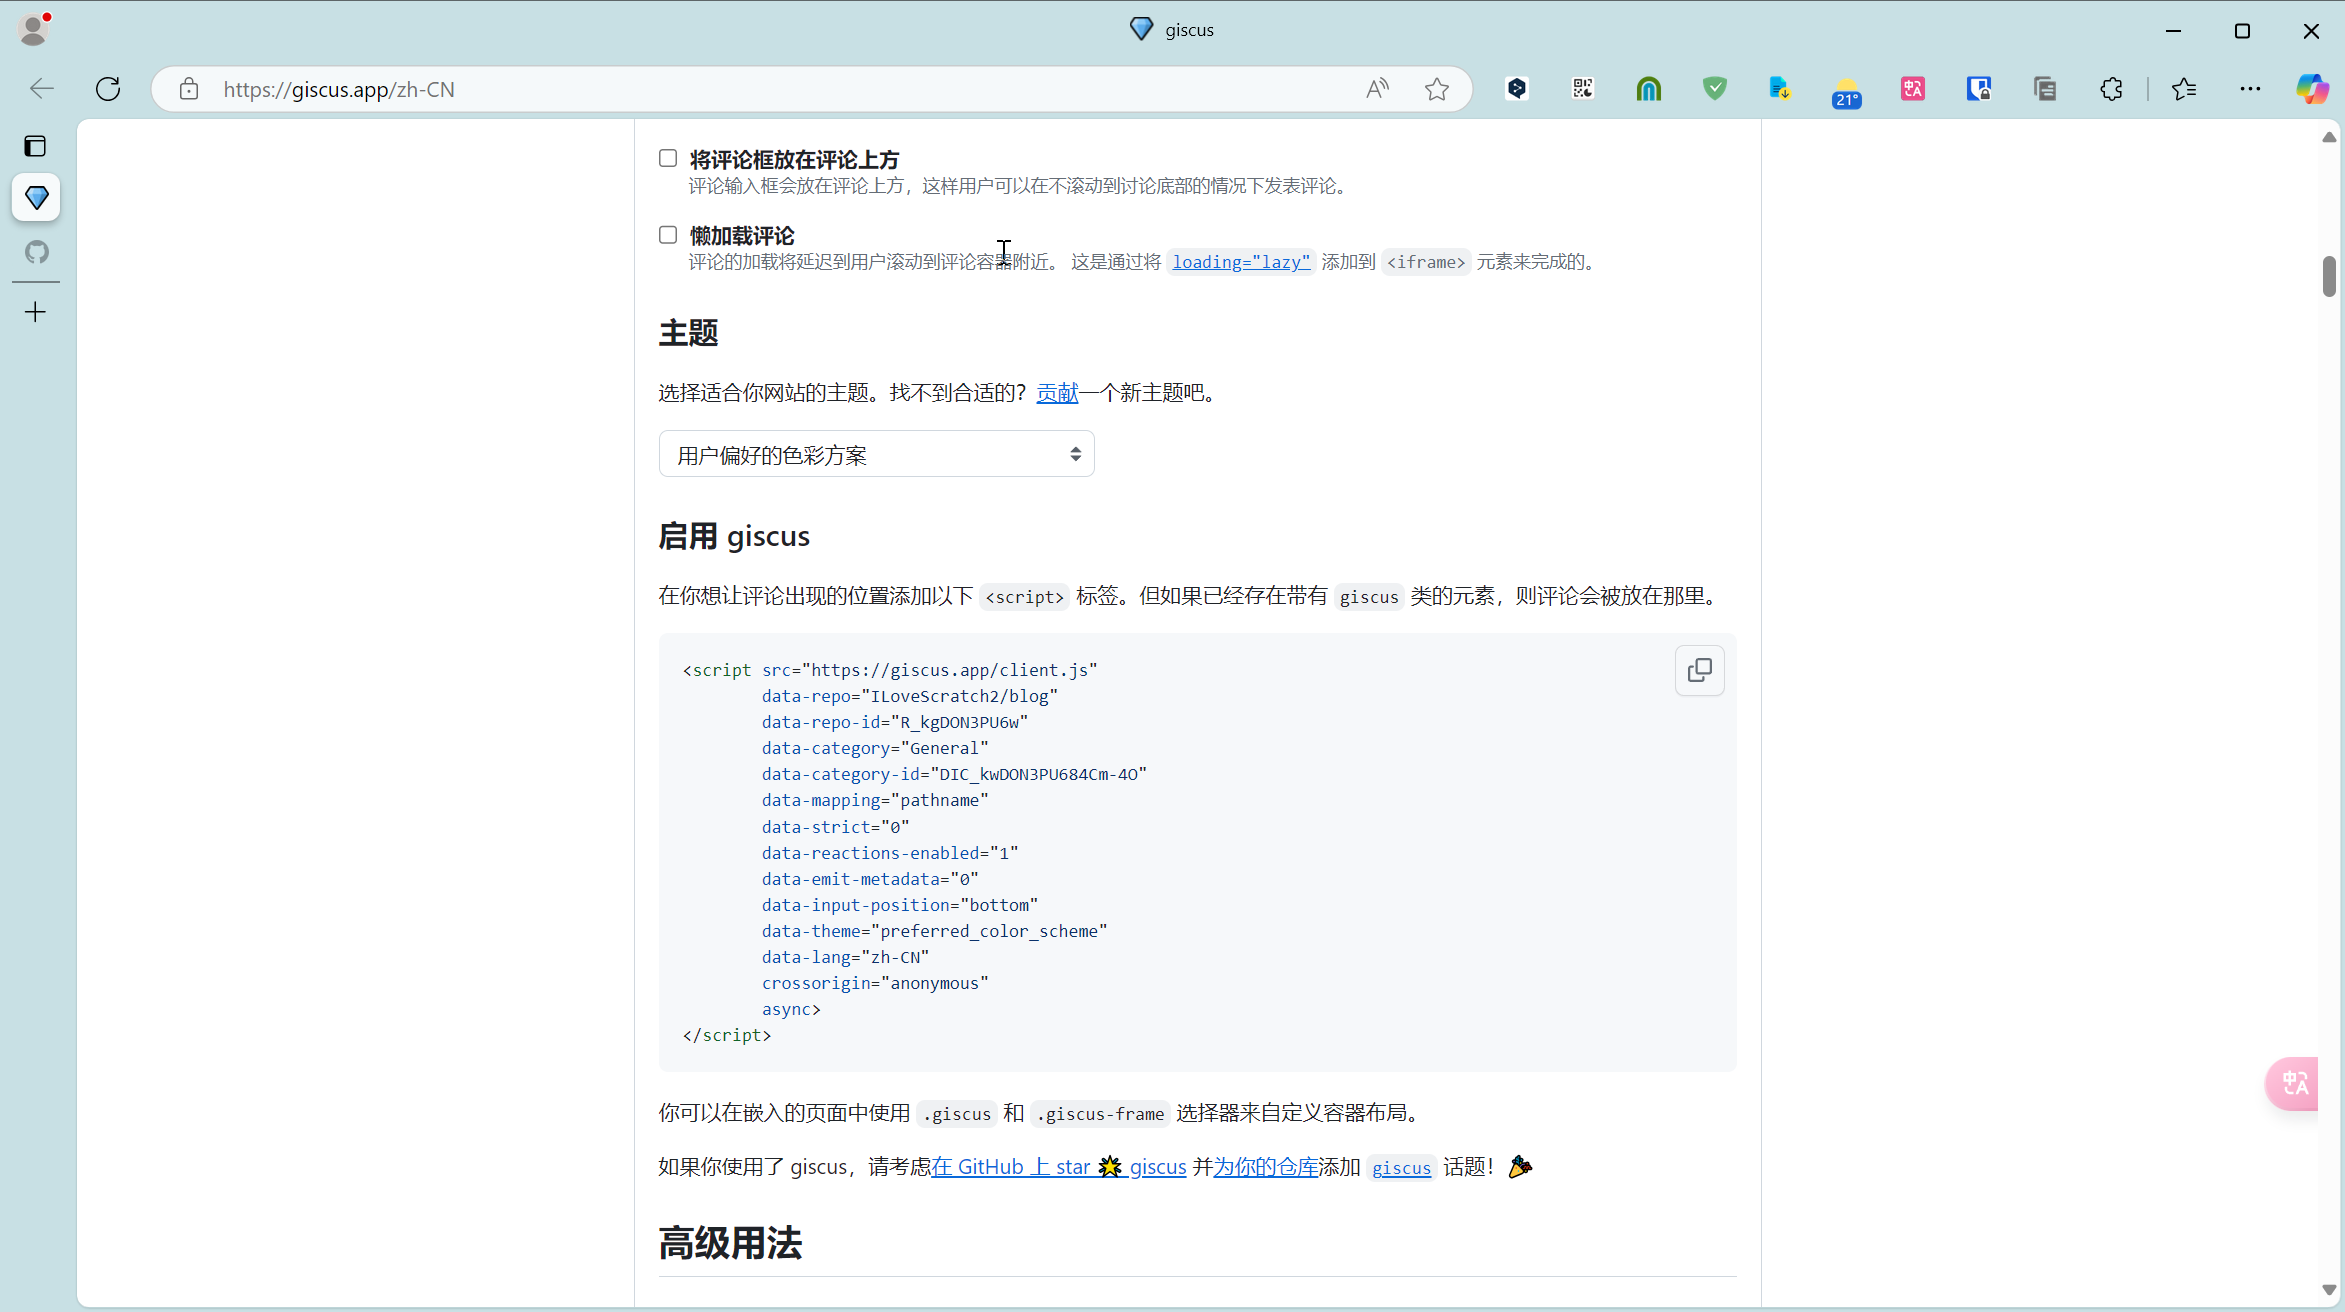 giscus
https://giscus.app/zh-CN
21°
将评论框放在评论上方
评论输入框会放在评论上方，这样用户可以在不滚动到讨论底部的情况下发表评论。
懒加载评论
评论的加载将延迟到用户滚动到评论容器附近。 这是通过将 loading="lazy" 添加到 <iframe> 元素来完成的。
主题
选择适合你网站的主题。找不到合适的？贡献一个新主题吧。
用户偏好的色彩方案
启用 giscus
在你想让评论出现的位置添加以下 <script> 标签。但如果已经存在带有 giscus 类的元素，则评论会被放在那里。
<script src="https://giscus.app/client.js"
data-repo="ILoveScratch2/blog"
data-repo-id="R_kgDON3PU6w"
data-category="General"
data-category-id="DIC_kwDON3PU684Cm-4O"
data-mapping="pathname"
data-strict="0"
data-reactions-enabled="1"
data-emit-metadata="0"
data-input-position="bottom"
data-theme="preferred_color_scheme"
data-lang="zh-CN"
crossorigin="anonymous"
async>
</script>
你可以在嵌入的页面中使用 .giscus 和 .giscus-frame 选择器来自定义容器布局。
如果你使用了 giscus，请考虑在 GitHub 上 star 🌟 giscus 并为你的仓库添加 giscus 话题！🎉
高级用法